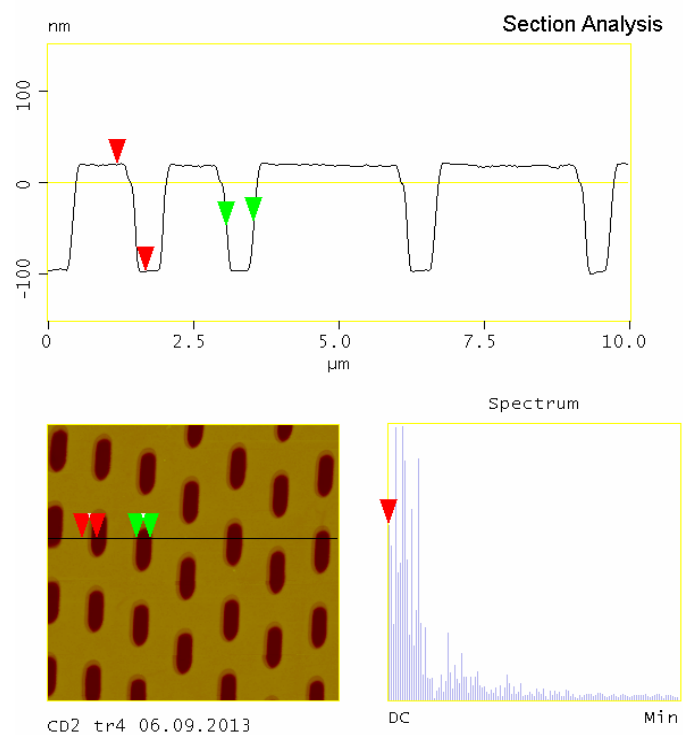 nm
Section Analysis
100
0
-100
0
2.5
5.0
7.5
10.0
µm
Spectrum
CD2 tr4 06.09.2013
DC
Min